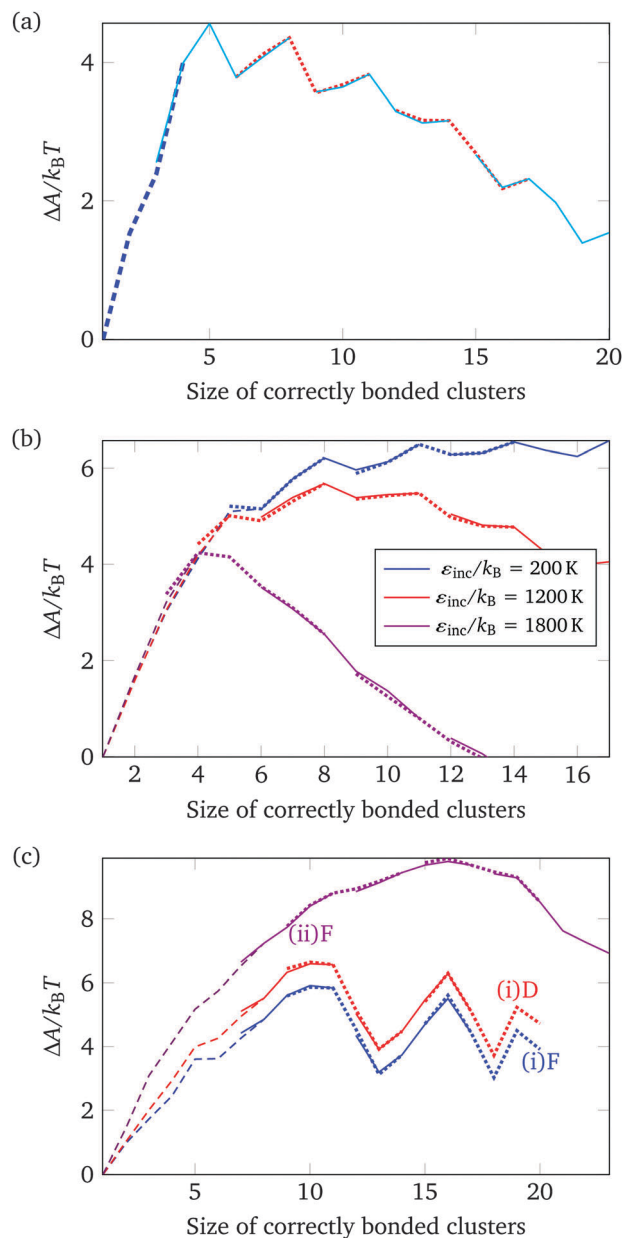 (a)
4
2
0
ΔA/k_BT
5
10
15
20
Size of correctly bonded clusters
(b)
6
4
2
0
ΔA/k_BT
ε_inc/k_B = 200 K
ε_inc/k_B = 1200 K
ε_inc/k_B = 1800 K
2
4
6
8
10
12
14
16
Size of correctly bonded clusters
(c)
8
6
4
2
0
ΔA/k_BT
(ii)F
(i)D
(i)F
5
10
15
20
Size of correctly bonded clusters